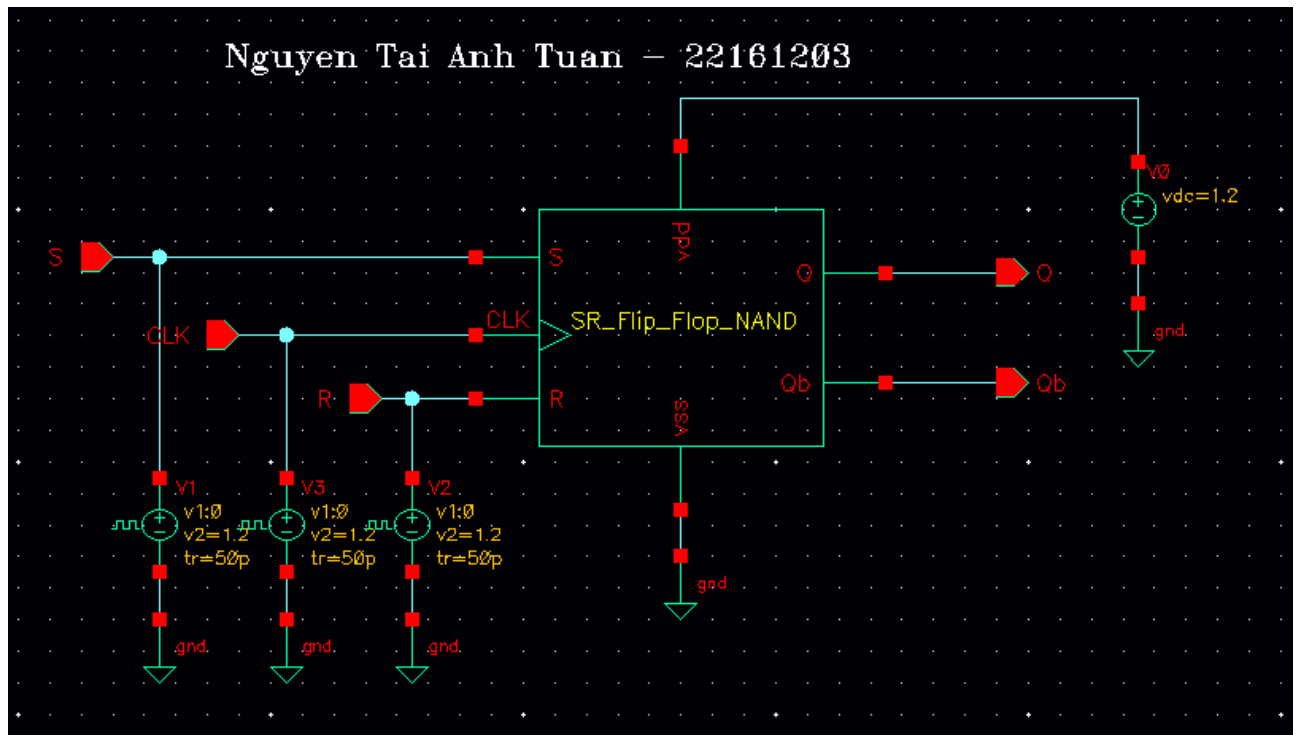 Nguyen Tai Anh Tuan - 22161203
V0
vdc=1.2
S
S
vdd
Q
Q
CLK
CLK
SR_Flip_Flop_NAND
gnd
R
R
vss
Qb
Qb
V1
v1:0
v2=1.2
tr=50p
V3
v1:0
v2=1.2
tr=50p
V2
v1:0
v2=1.2
tr=50p
gnd
gnd
gnd
gnd